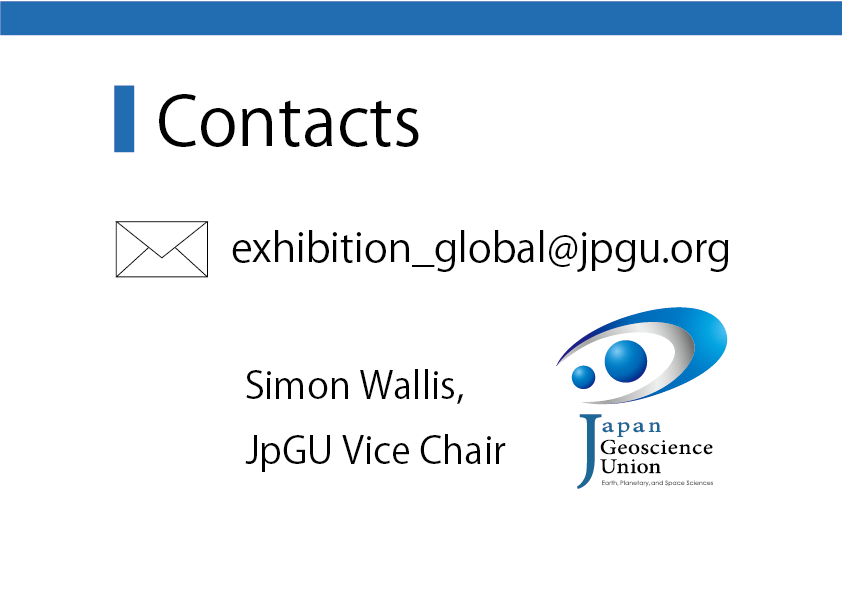 Contacts
exhibition_global@jpgu.org
Simon Wallis,
JpGU Vice Chair
Japan
Geoscience
Union
Earth, Planetary, and Space Sciences